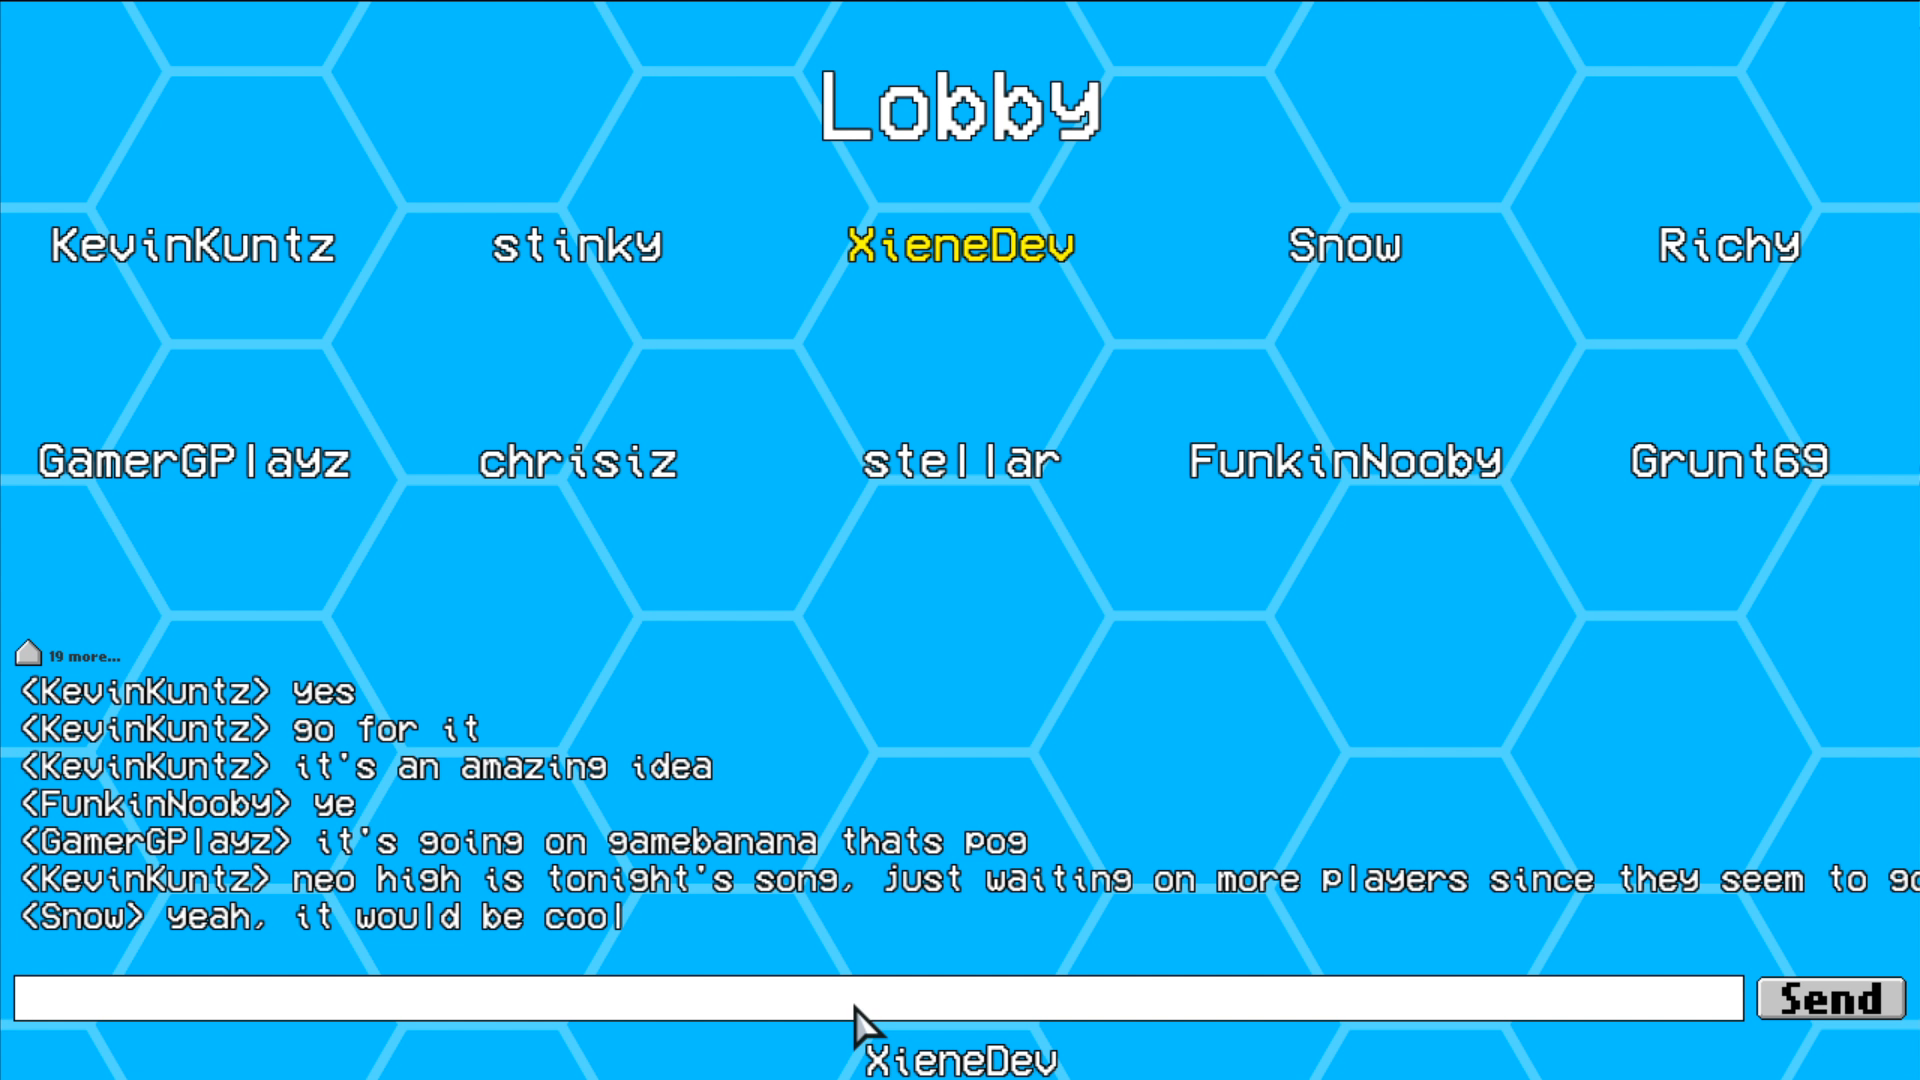 Lobby
KevinKuntz stinky XieneDev Snow Richy
GamerGPlayz chrisiz stellar FunkinNooby Grunt69
19 more...
<KevinKuntz> yes
<KevinKuntz> go for it
<KevinKuntz> it's an amazing idea
<FunkinNooby> ye
<GamerGPlayz> it's going on gamebanana thats pog
<KevinKuntz> neo high is tonight's song, just waiting on more players since they seem to
<Snow> yeah, it would be cool
Send
XieneDev